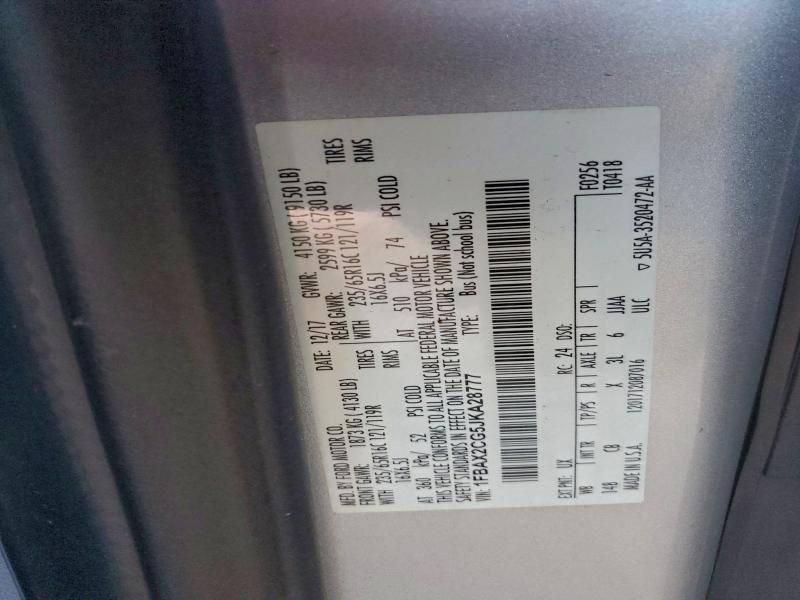 MFD. BY FORD MOTOR CO. DATE: 12/17 GVWR: 4150 KG ( 9150 LB)
FRONT GAWR: 1873 KG ( 4130 LB) REAR GAWR: 2599 KG ( 5730 LB)
WITH 235/65R16C 121/119R TIRES WITH 235/65R16C 121/119R TIRES
16X6.5J RIMS 16X6.5J RIMS
AT 360 kPa/ 52 PSI COLD AT 510 kPa/ 74 PSI COLD
THIS VEHICLE CONFORMS TO ALL APPLICABLE FEDERAL MOTOR VEHICLE
SAFETY STANDARDS IN EFFECT ON THE DATE OF MANUFACTURE SHOWN ABOVE.
VIN: 1FBAX2CG5JKA28777 TYPE: Bus (Not school bus)
EXT PNT: UX RC: 24 DSO: F0256
WB INT TR TP/PS R AXLE TR SPR T0418
148 CB X 3L 6 JJAA
MADE IN U.S.A. 1201712087016 ULC
5U5A-3S20472-AA